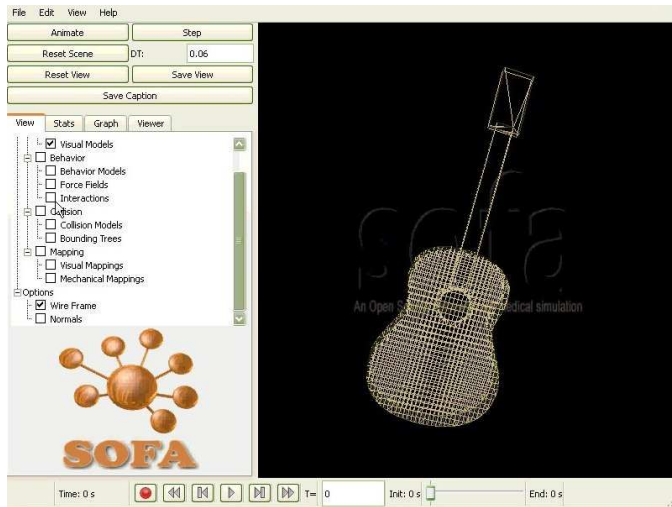 File Edit View Help
Animate Step
Reset Scene DT: 0.06
Reset View Save View
Save Caption
View Stats Graph Viewer
Visual Models
Behavior
Behavior Models
Force Fields
Interactions
Collision
Collision Models
Bounding Trees
Mapping
Visual Mappings
Mechanical Mappings
Options
Wire Frame
Normals
sofa
An Open S edical simulation
SOFA
Time: 0 s T= 0 Init: 0 s End: 0 s